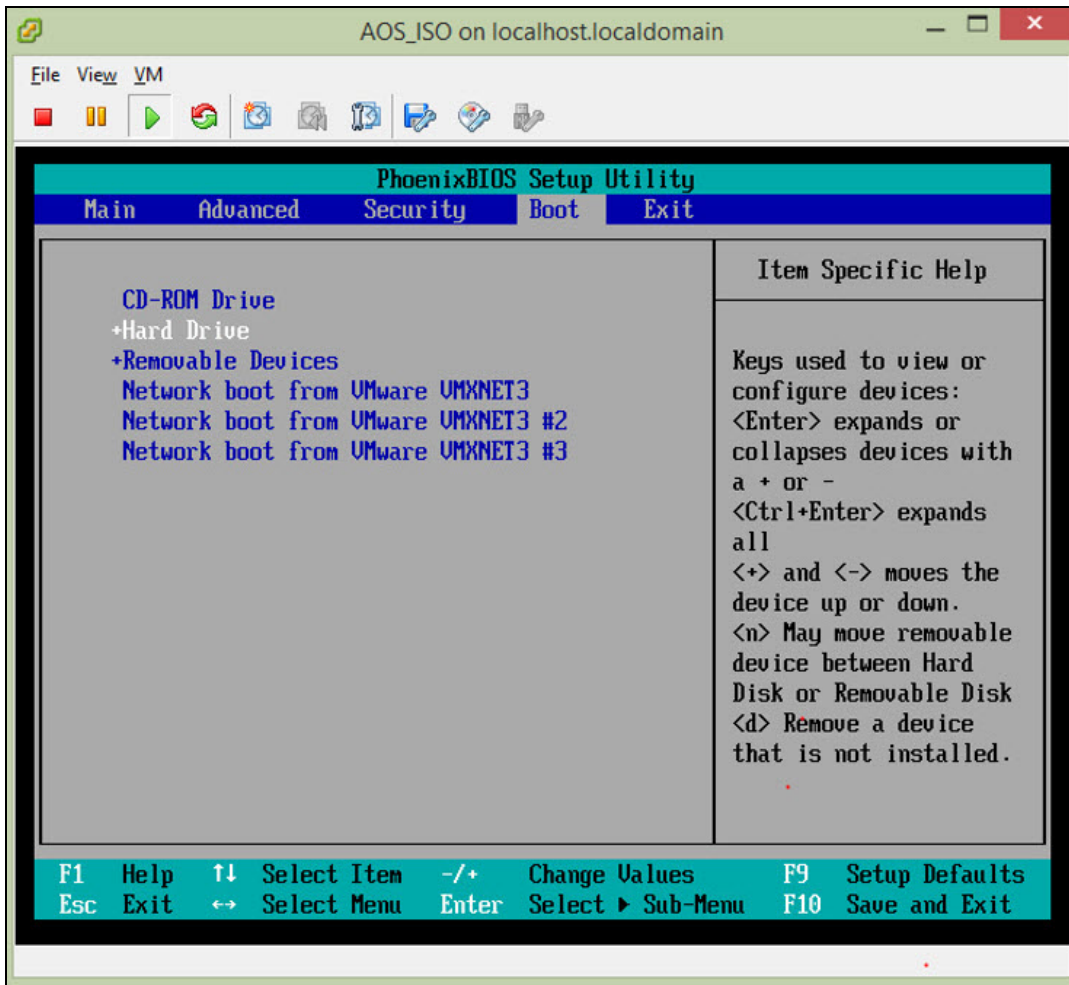 AOS_ISO on localhost.localdomain
File View VM
PhoenixBIOS Setup Utility
Main Advanced Security Boot Exit
CD-ROM Drive
+Hard Drive
+Removable Devices
Network boot from VMware VMXNET3
Network boot from VMware VMXNET3 #2
Network boot from VMware VMXNET3 #3
Item Specific Help
Keys used to view or
configure devices:
<Enter> expands or
collapses devices with
a + or -
<Ctrl+Enter> expands
all
<+> and <-> moves the
device up or down.
<n> May move removable
device between Hard
Disk or Removable Disk
<d> Remove a device
that is not installed.
F1 Help ↑↓ Select Item -/+ Change Values F9 Setup Defaults
Esc Exit ↔ Select Menu Enter Select ▶ Sub-Menu F10 Save and Exit